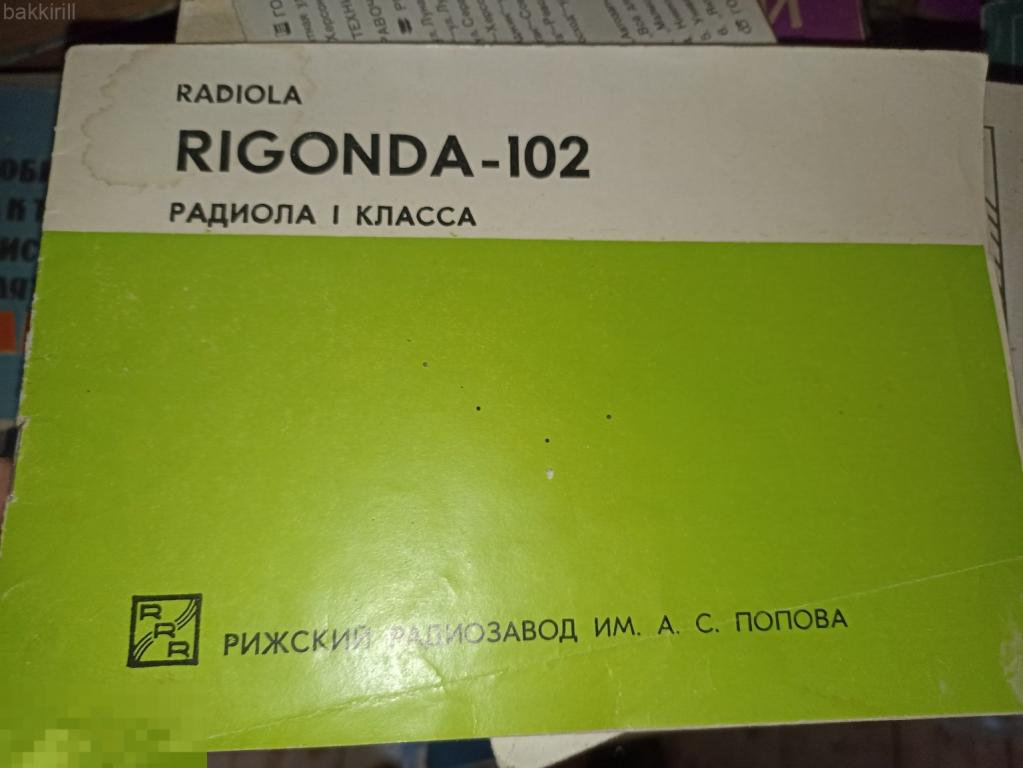 bakkirill
RADIOLA
RIGONDA-102
РАДИОЛА I КЛАССА
RRR
РИЖСКИЙ РАДИОЗАВОД ИМ. А. С. ПОПОВА